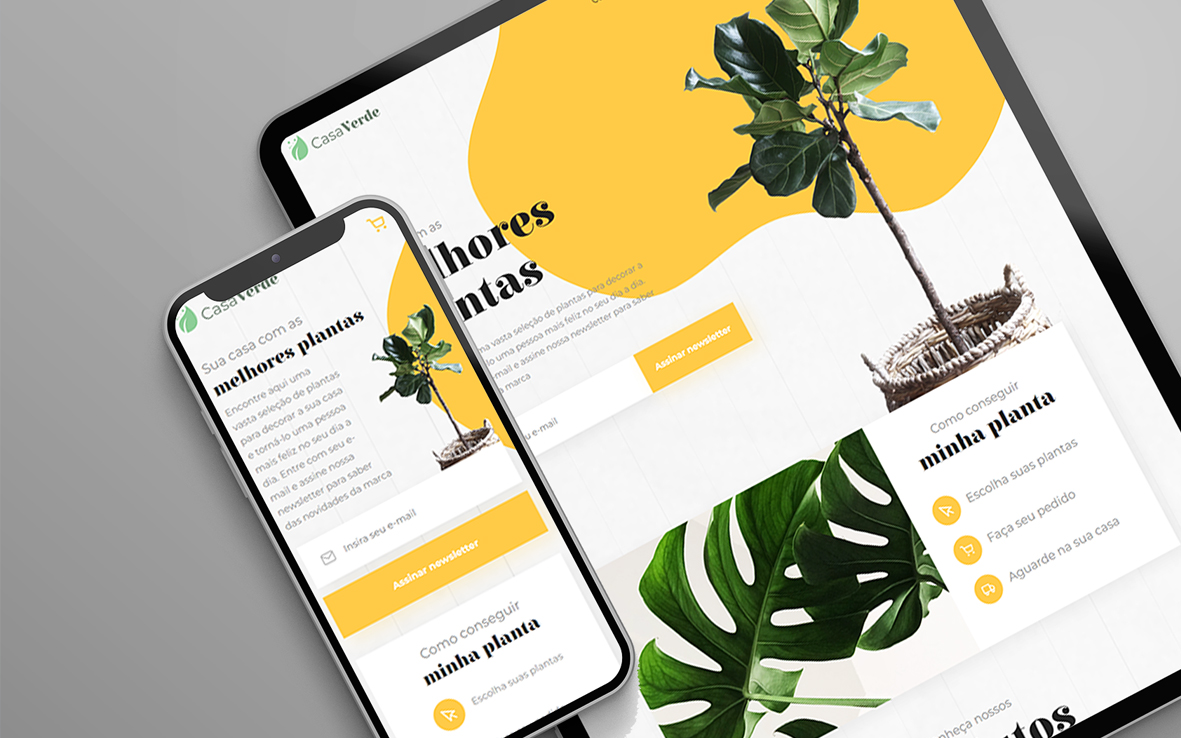 CasaVerde
Sua casa com as
melhores plantas
Encontre aqui uma
vasta seleção de plantas
para decorar a sua casa
e torná-lo uma pessoa
mais feliz no seu dia a
dia. Entre com seu e-
mail e assine nossa
newsletter para saber
das novidades da marca
Insira seu e-mail
Assinar newsletter
Como conseguir
minha planta
Escolha suas plantas
CasaVerde
m as
lhores
ntas
ma vasta seleção de plantas para decorar a
lo uma pessoa mais feliz no seu dia a dia.
-mail e assine nossa newsletter para saber
a marca
u e-mail
Assinar newsletter
Como conseguir
minha planta
Escolha suas plantas
Faça seu pedido
Aguarde na sua casa
nheça nossos
tos